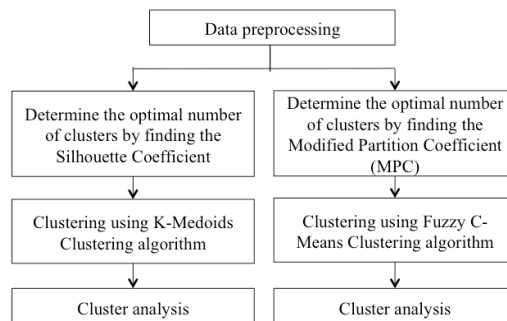 Data preprocessing
Determine the optimal number
of clusters by finding the
Silhouette Coefficient
Determine the optimal number
of clusters by finding the
Modified Partition Coefficient
(MPC)
Clustering using K-Medoids
Clustering algorithm
Clustering using Fuzzy C-
Means Clustering algorithm
Cluster analysis
Cluster analysis